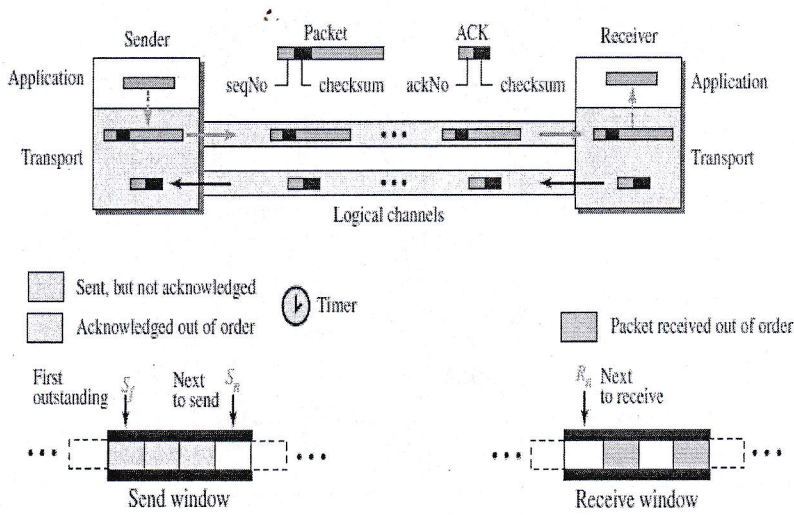 Sender
Packet
ACK
Receiver
Application
seqNo
checksum
ackNo
checksum
Application
Transport
Transport
Logical channels
Sent, but not acknowledged
Acknowledged out of order
Timer
Packet received out of order
First
outstanding
Sf
Next
to send
Sn
Rn
Next
to receive
Send window
Receive window